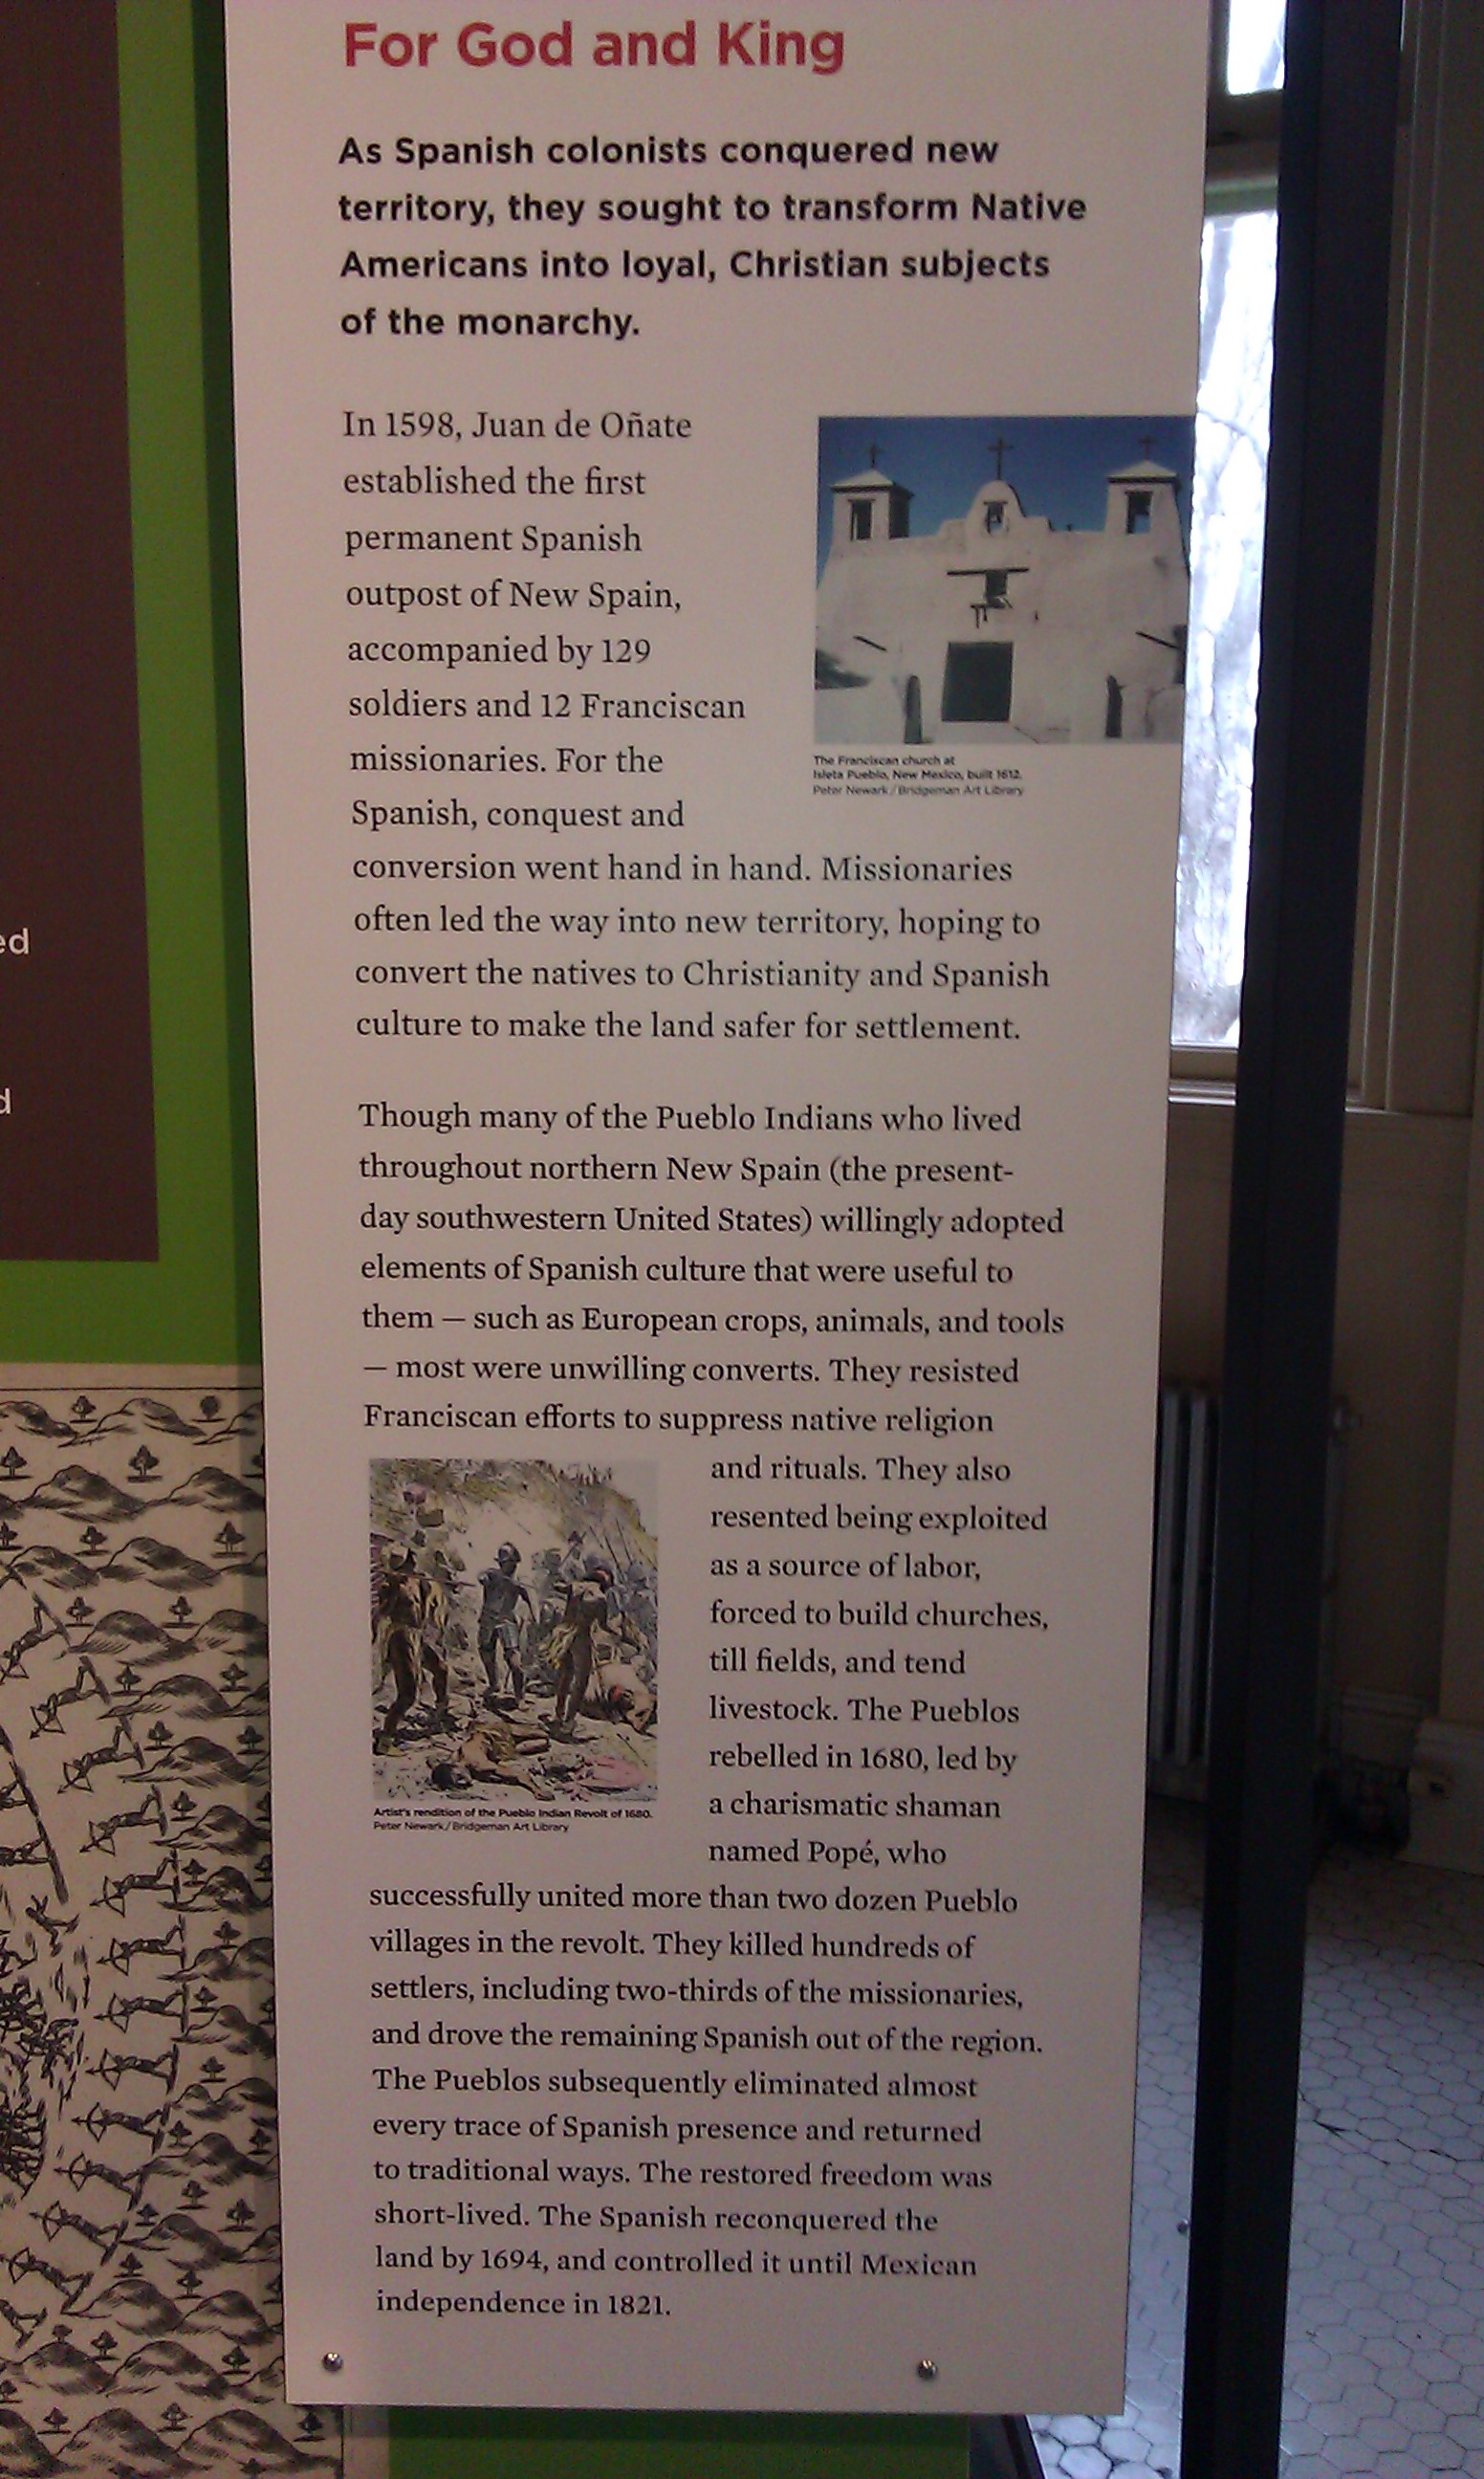 For God and King
As Spanish colonists conquered new
territory, they sought to transform Native
Americans into loyal, Christian subjects
of the monarchy.
In 1598, Juan de Oñate
established the first
permanent Spanish
outpost of New Spain,
accompanied by 129
soldiers and 12 Franciscan
missionaries. For the
Spanish, conquest and
conversion went hand in hand. Missionaries
often led the way into new territory, hoping to
convert the natives to Christianity and Spanish
culture to make the land safer for settlement.
The Franciscan church at
Isleta Pueblo, New Mexico, built 1612.
Peter Newark / Bridgeman Art Library
Though many of the Pueblo Indians who lived
throughout northern New Spain (the present-
day southwestern United States) willingly adopted
elements of Spanish culture that were useful to
them — such as European crops, animals, and tools
— most were unwilling converts. They resisted
Franciscan efforts to suppress native religion
and rituals. They also
resented being exploited
as a source of labor,
forced to build churches,
till fields, and tend
livestock. The Pueblos
rebelled in 1680, led by
a charismatic shaman
named Popé, who
successfully united more than two dozen Pueblo
villages in the revolt. They killed hundreds of
settlers, including two-thirds of the missionaries,
and drove the remaining Spanish out of the region.
The Pueblos subsequently eliminated almost
every trace of Spanish presence and returned
to traditional ways. The restored freedom was
short-lived. The Spanish reconquered the
land by 1694, and controlled it until Mexican
independence in 1821.
Artist's rendition of the Pueblo Indian Revolt of 1680.
Peter Newark / Bridgeman Art Library
ed
d